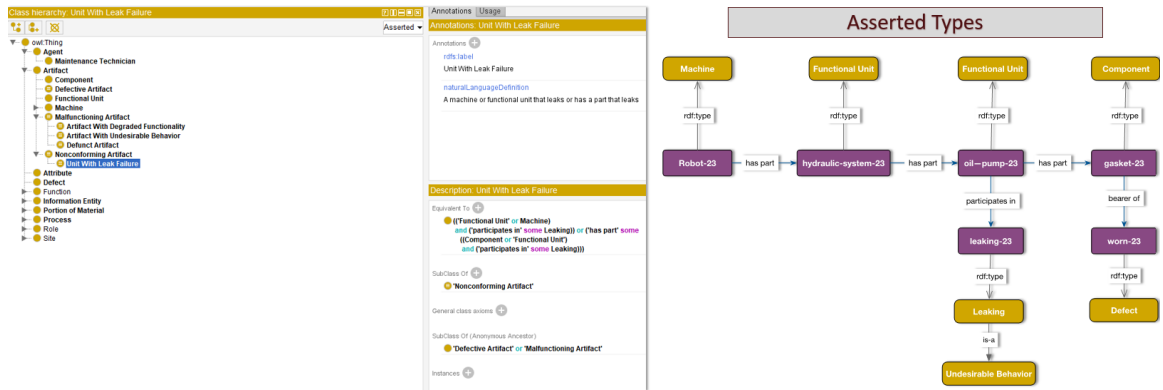 Class hierarchy: Unit With Leak Failure
Asserted
owl:Thing
Agent
Maintenance Technician
Artifact
Component
Defective Artifact
Functional Unit
Machine
Malfunctioning Artifact
Artifact With Degraded Functionality
Artifact With Undesirable Behavior
Defunct Artifact
Nonconforming Artifact
Unit With Leak Failure
Attribute
Defect
Function
Information Entity
Portion of Material
Process
Role
Site
Annotations Usage
Annotations: Unit With Leak Failure
Annotations
rdfs:label
Unit With Leak Failure
naturalLanguageDefinition
A machine or functional unit that leaks or has a part that leaks
Description: Unit With Leak Failure
Equivalent To
(('Functional Unit' or Machine)
and ('participates in' some Leaking)) or ('has part' some
((Component or 'Functional Unit')
and ('participates in' some Leaking)))
SubClass Of
'Nonconforming Artifact'
General class axioms
SubClass Of (Anonymous Ancestor)
'Defective Artifact' or 'Malfunctioning Artifact'
Instances
Asserted Types
Machine Functional Unit Functional Unit Component
rdf:type rdf:type rdf:type rdf:type
Robot-23 has part hydraulic-system-23 has part oil—pump-23 has part gasket-23
participates in bearer of
leaking-23 worn-23
rdf:type rdf:type
Leaking Defect
is-a
Undesirable Behavior